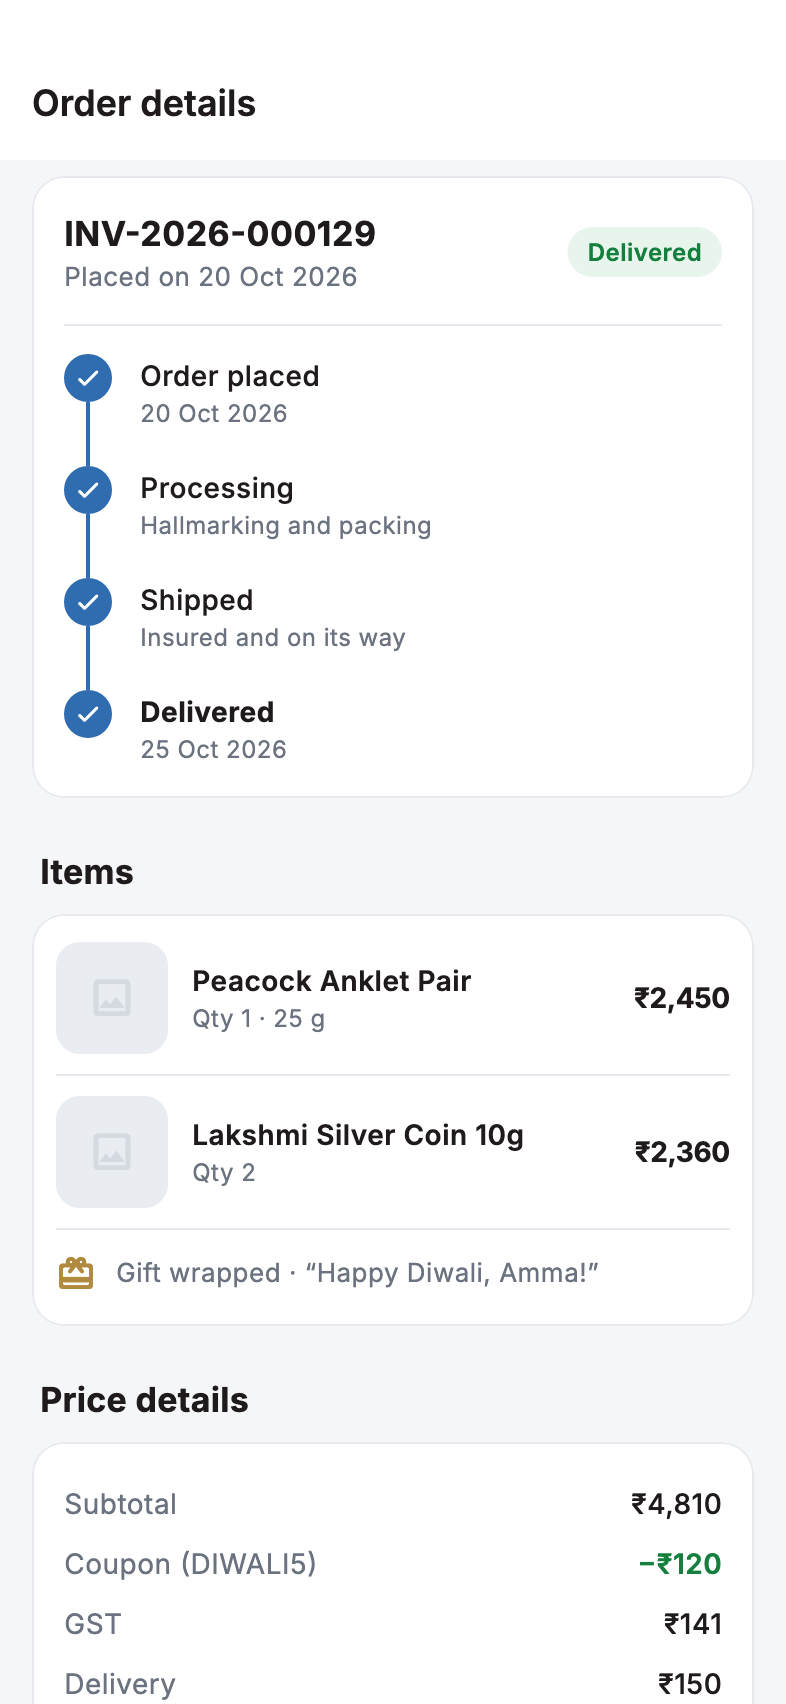 Order details
INV-2026-000129
Placed on 20 Oct 2026
Delivered
Order placed
20 Oct 2026
Processing
Hallmarking and packing
Shipped
Insured and on its way
Delivered
25 Oct 2026
Items
Peacock Anklet Pair
Qty 1 · 25 g
₹2,450
Lakshmi Silver Coin 10g
Qty 2
₹2,360
Gift wrapped · “Happy Diwali, Amma!”
Price details
Subtotal ₹4,810
Coupon (DIWALI5) −₹120
GST ₹141
Delivery ₹150